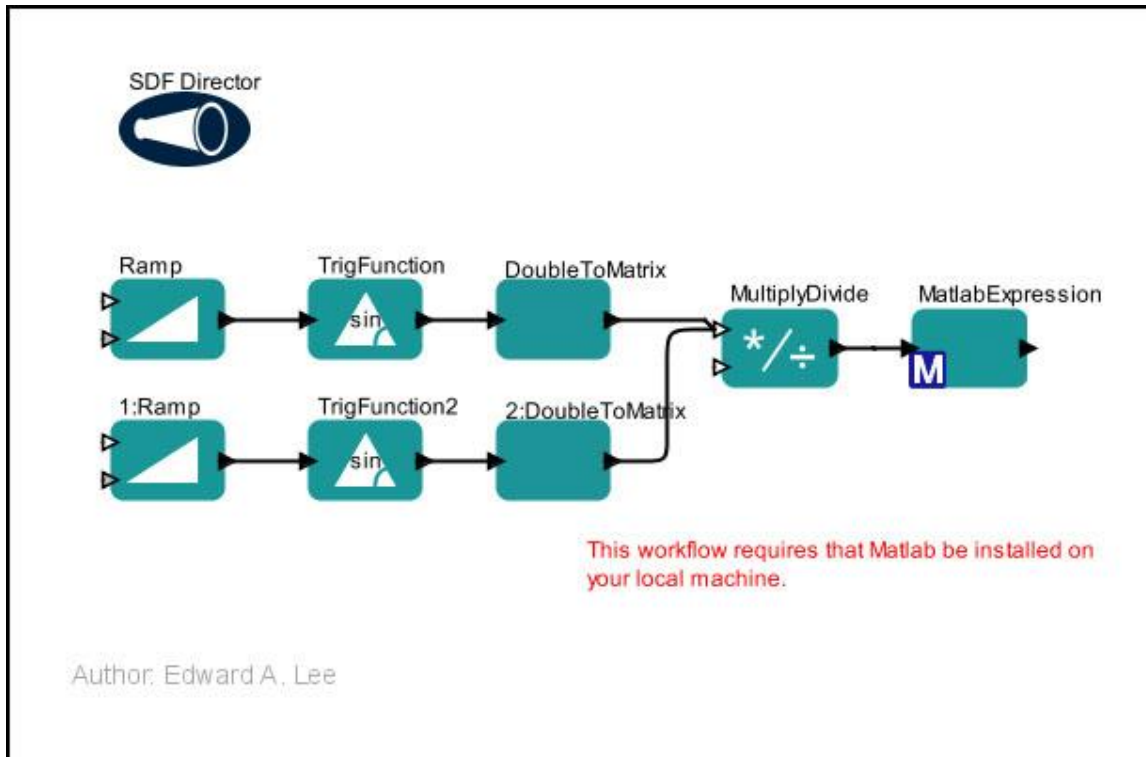 SDF Director
Ramp
TrigFunction
DoubleToMatrix
MultiplyDivide
MatlabExpression
sin
*/÷
M
1:Ramp
TrigFunction2
2:DoubleToMatrix
sin
This workflow requires that Matlab be installed on
your local machine.
Author: Edward A. Lee